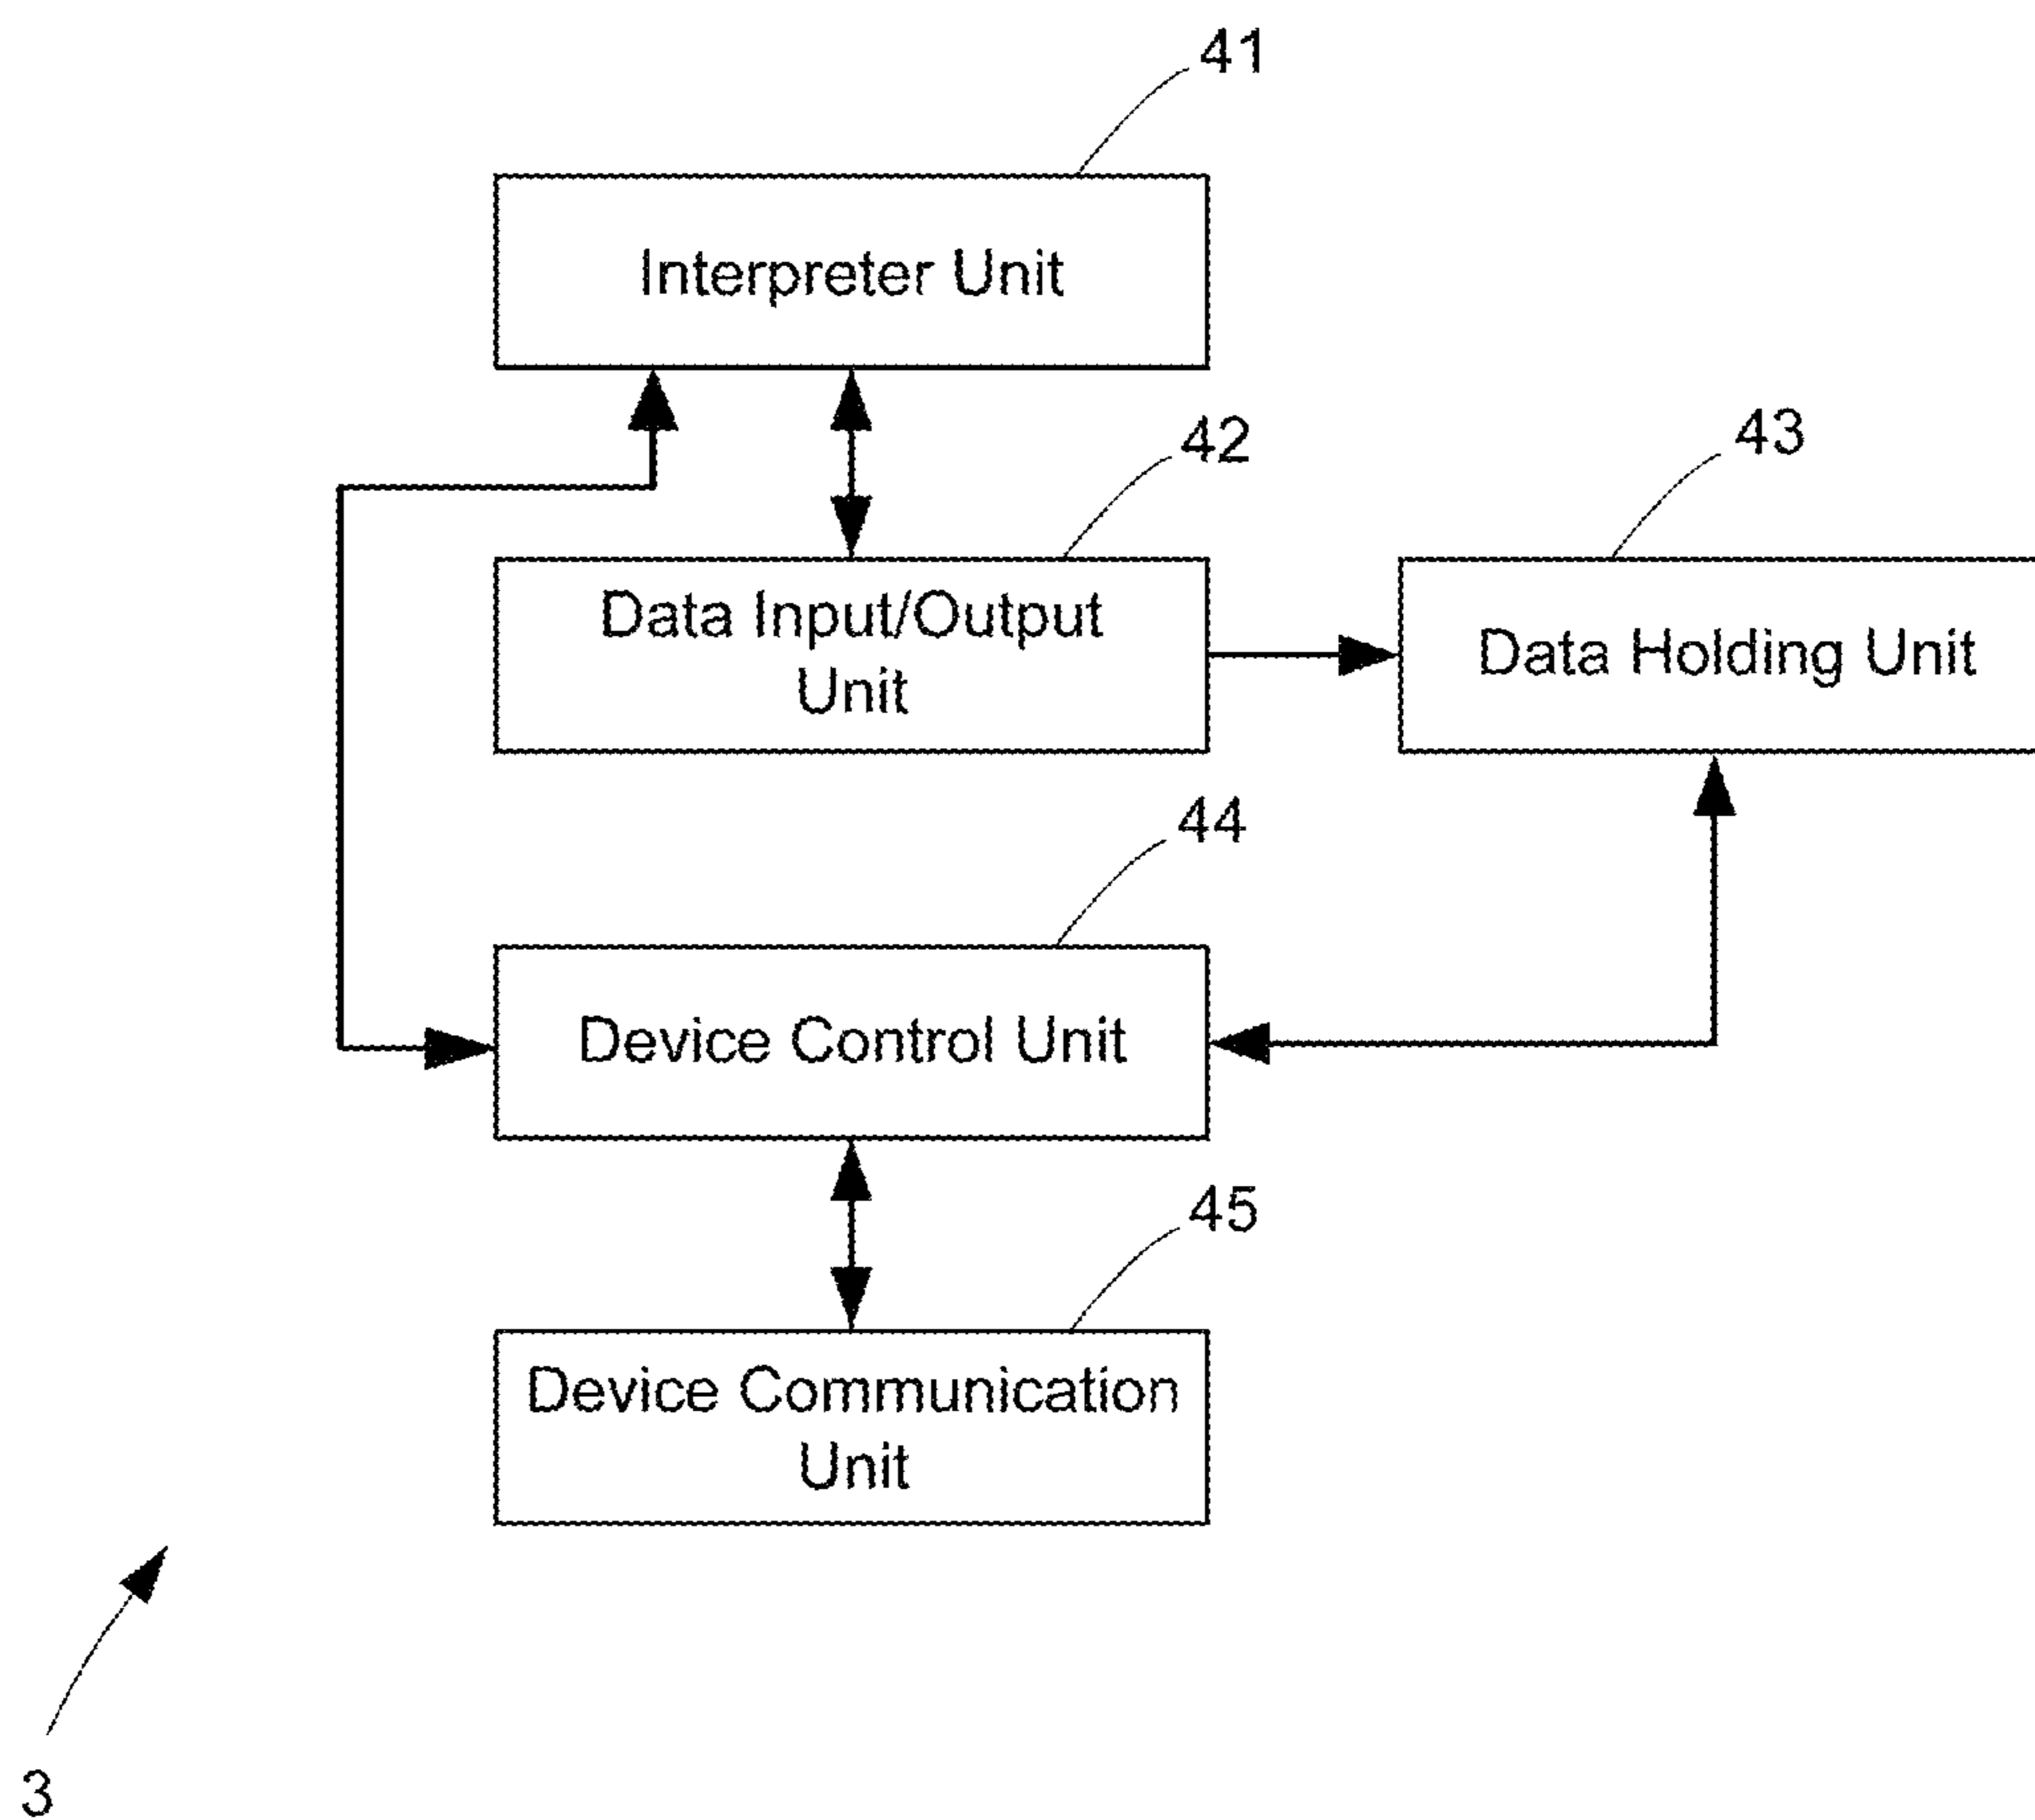 41
Interpreter Unit
42
43
Data Input/Output
Unit
Data Holding Unit
44
Device Control Unit
45
Device Communication
Unit
3